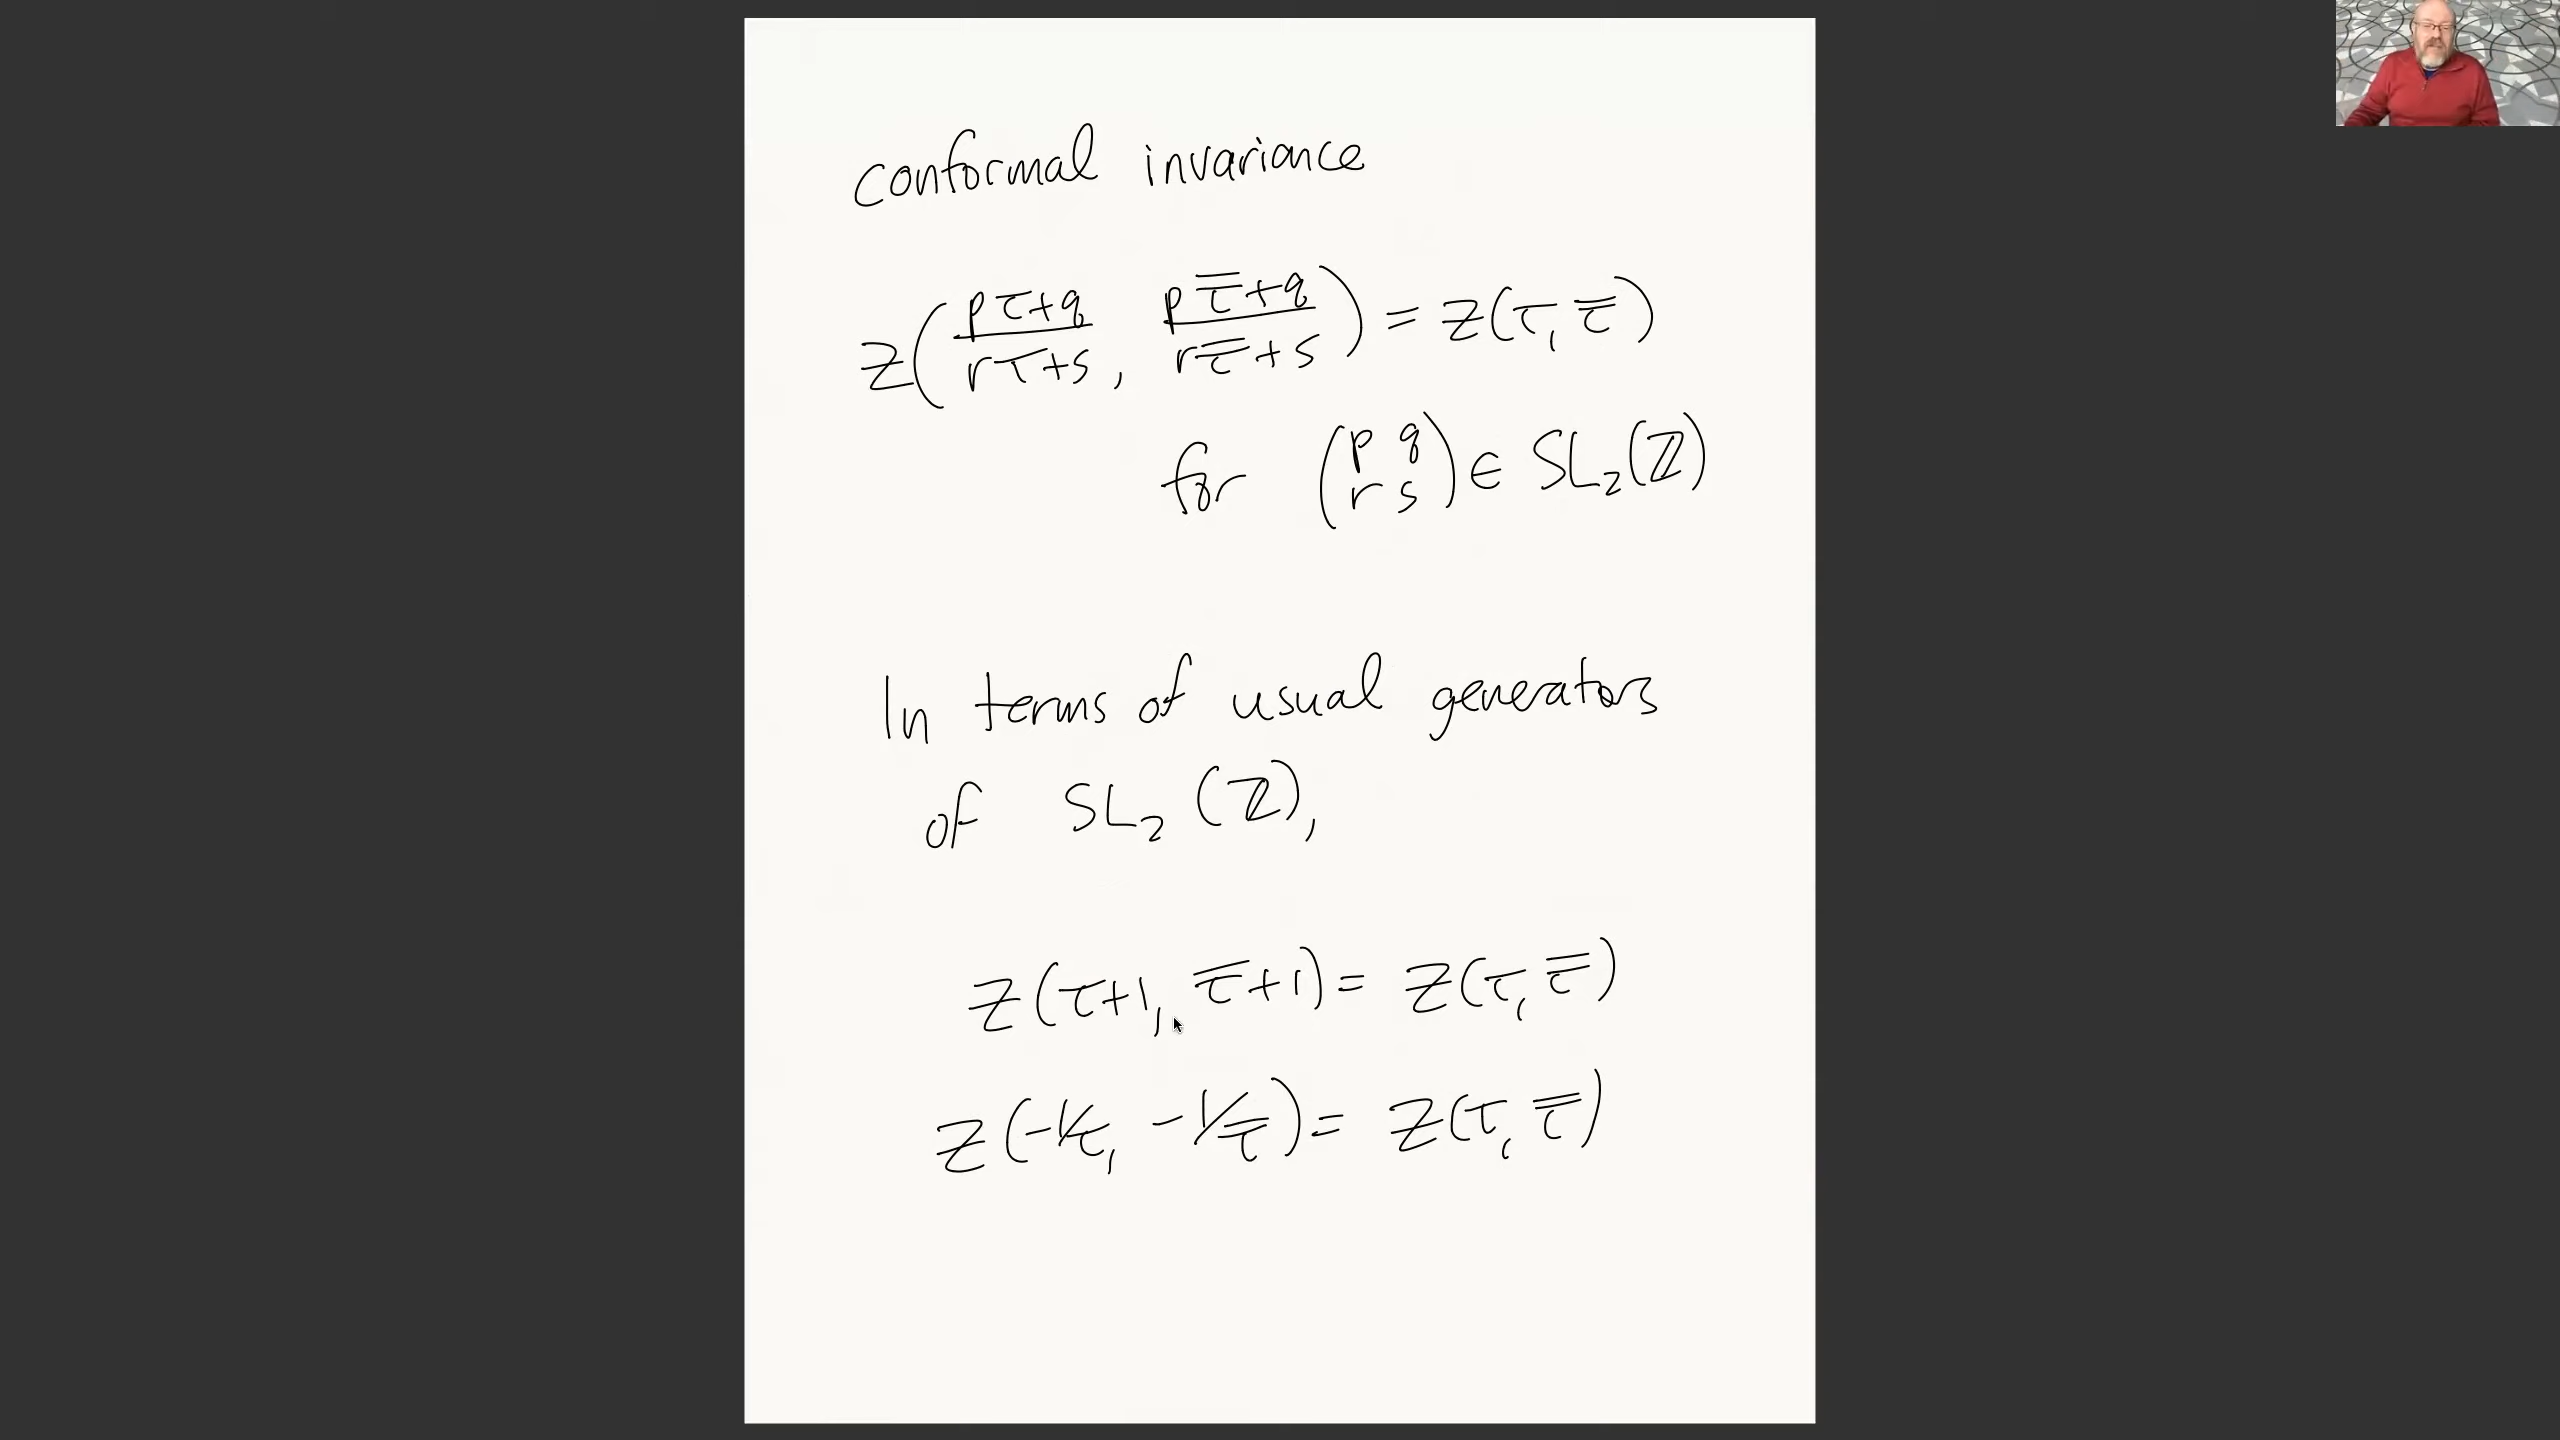 conformal invariance
Z((pτ+q)/(rτ+s), (pτ̅+q)/(rτ̅+s)) = Z(τ, τ̅)
for (p q r s) ∈ SL₂(ℤ)
In terms of usual generators
of SL₂(ℤ),
Z(τ+1, τ̅+1) = Z(τ, τ̅)
Z(-1/τ, -1/τ̅) = Z(τ, τ̅)